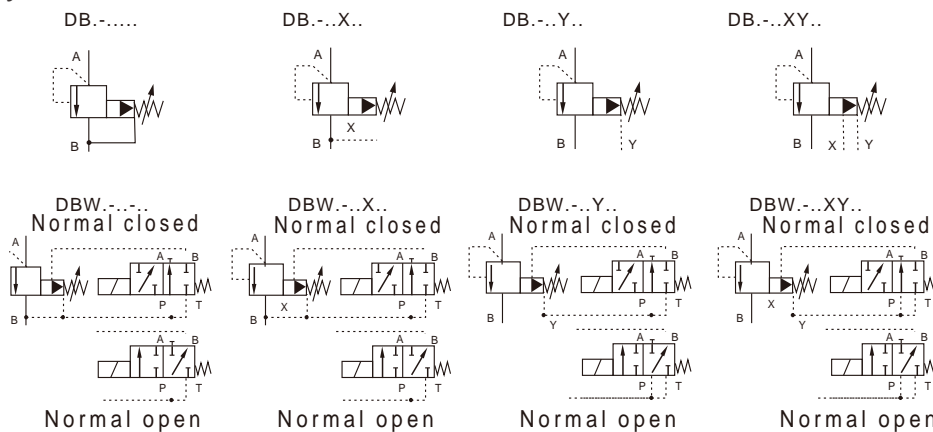 DB.-.....
DB.-..X..
DB.-..Y..
DB.-..XY..
A
A
A
A
X
B
B
B
Y
B
X
Y
DBW.-..-..
DBW.-..X..
DBW.-..Y..
DBW.-..XY..
Normal closed
Normal closed
Normal closed
Normal closed
A
A
B
A
A
B
A
A
B
A
A
B
B
P
T
B
X
P
T
B
Y
P
T
B
X
Y
P
T
A
B
A
B
A
B
A
B
P
T
P
T
P
T
P
T
Normal open
Normal open
Normal open
Normal open